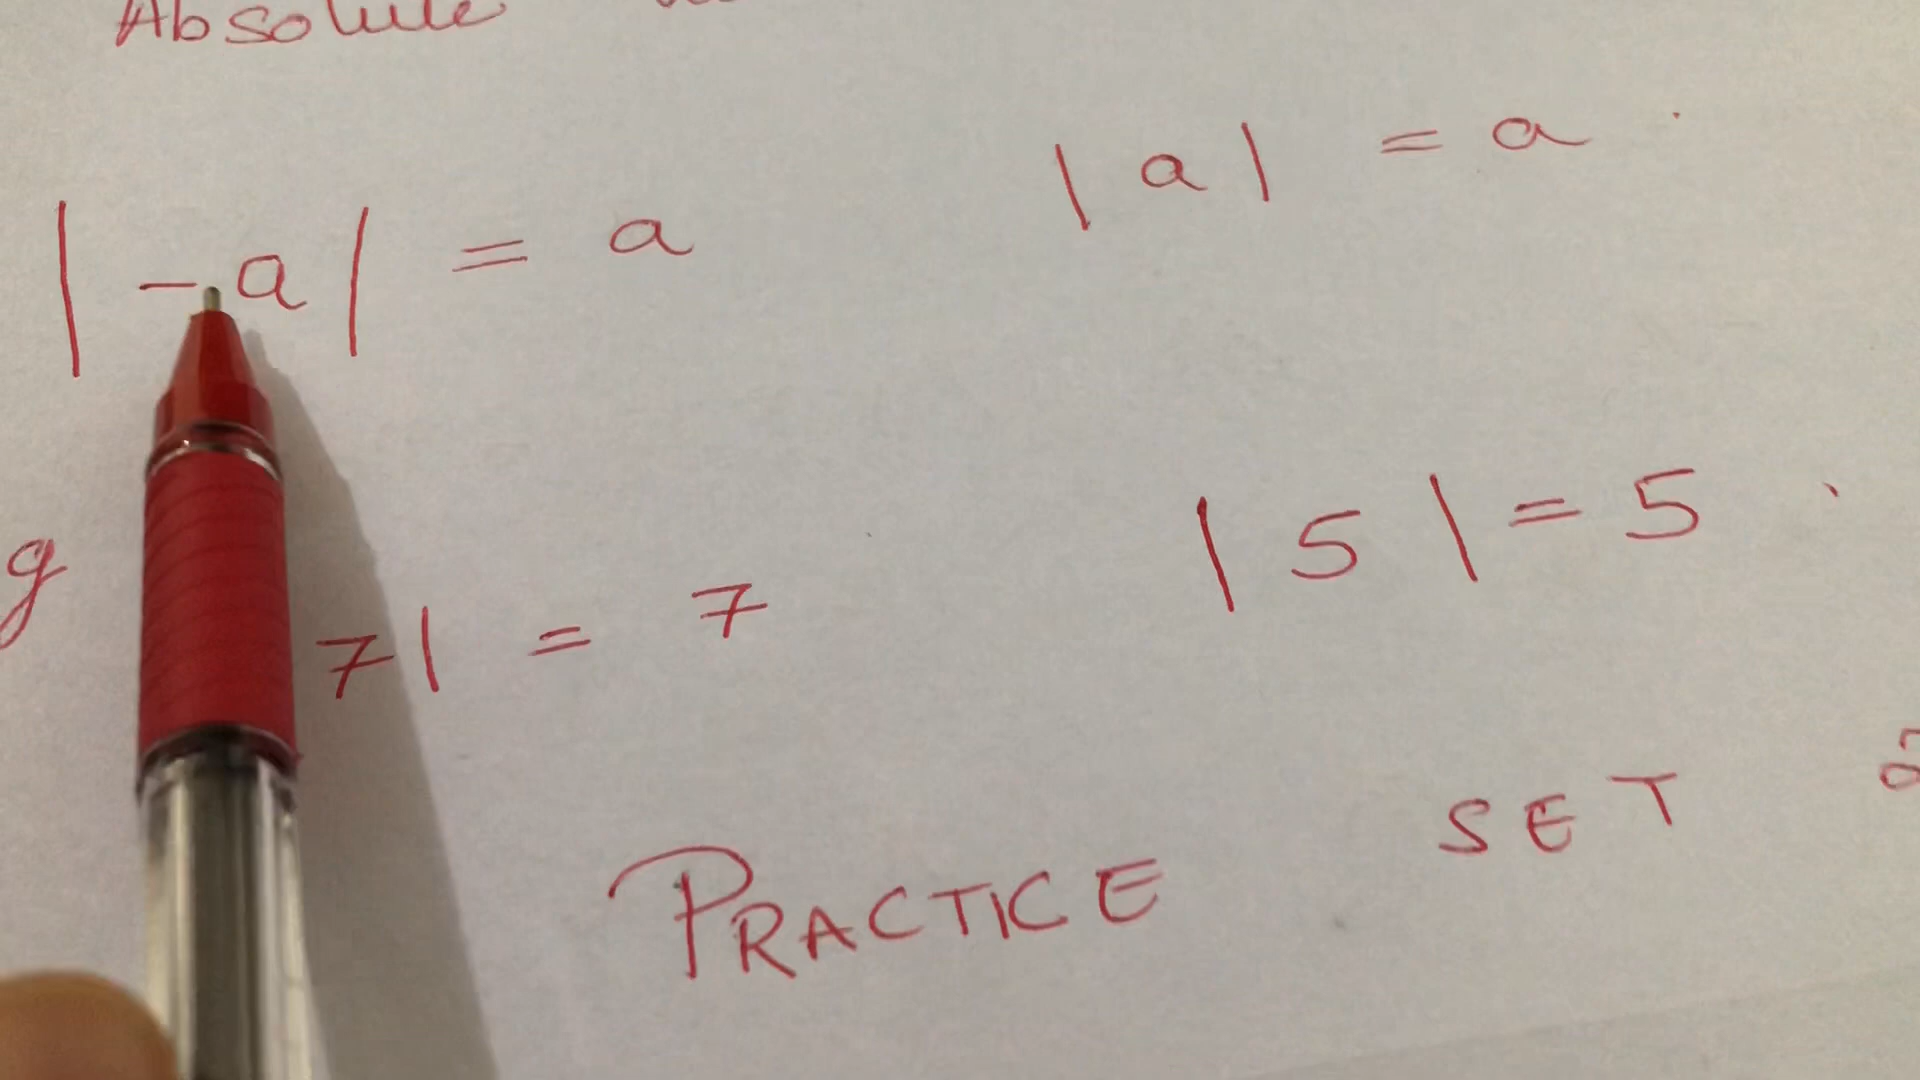 Absolute
|-a| = a |a| = a
g 7| = 7 |5| = 5
PRACTICE SET